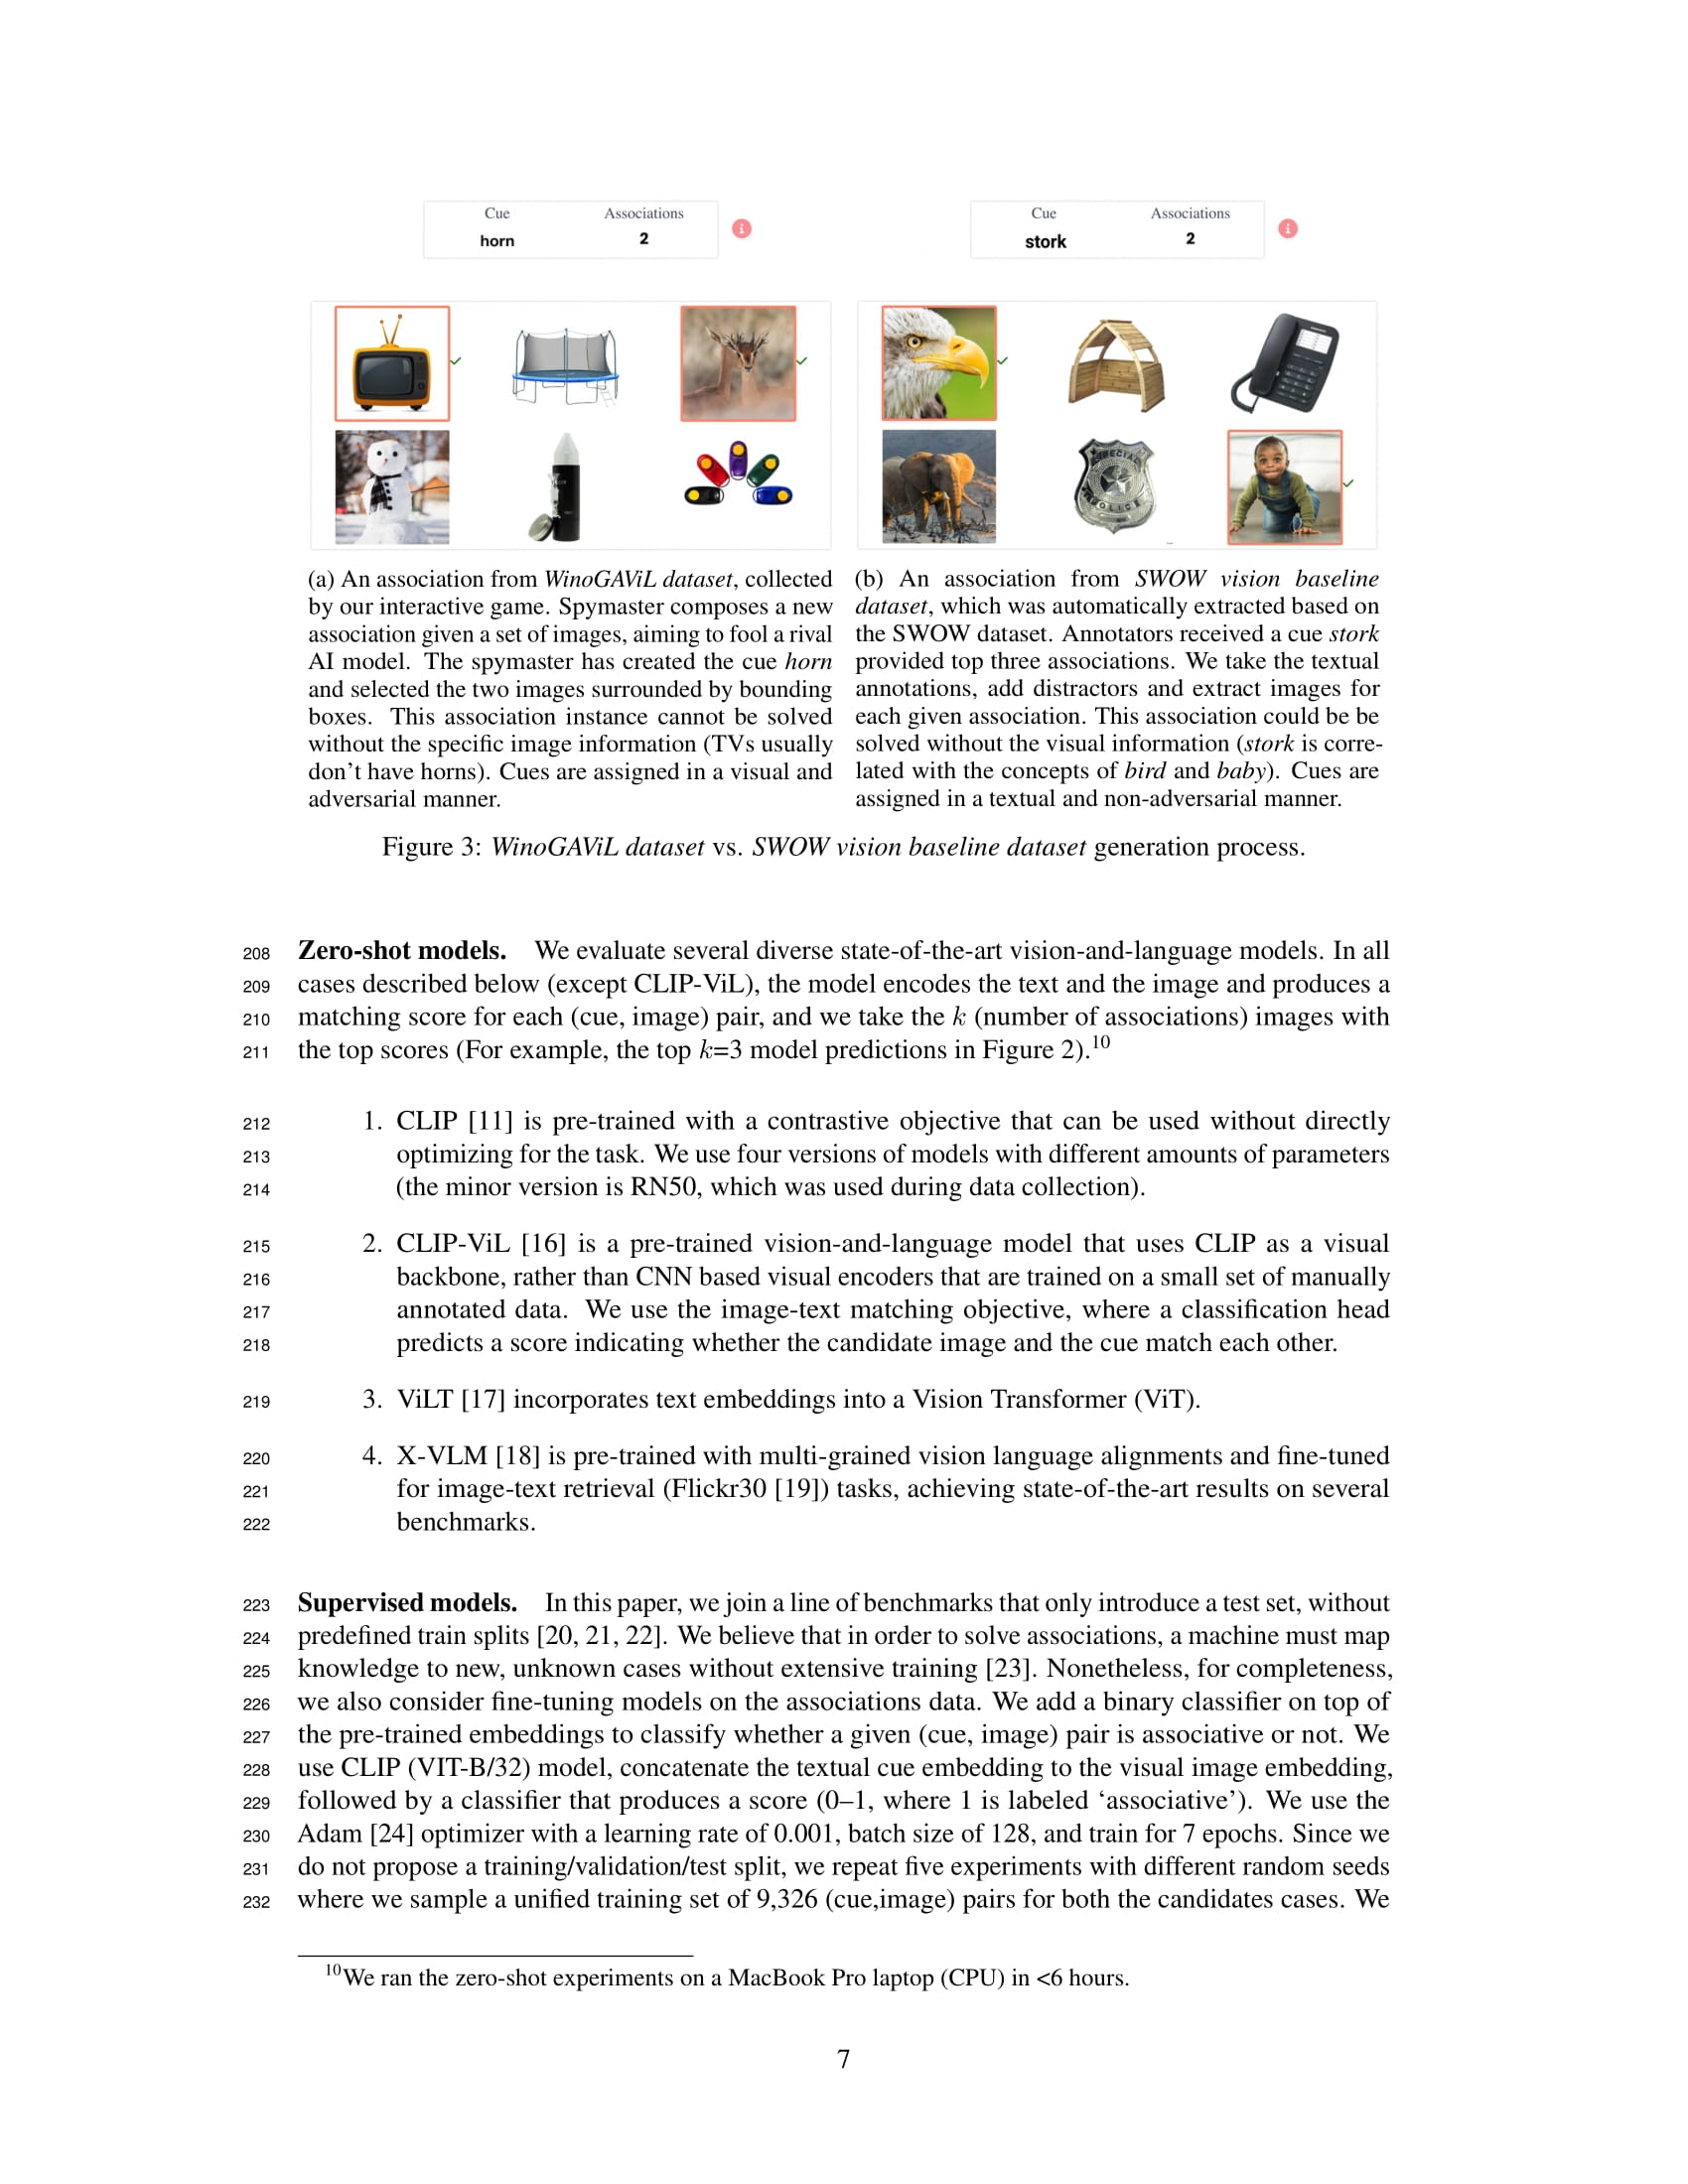 Cue Associations
horn 2
Cue Associations
stork 2
POLICE
(a) An association from WinoGAViL dataset, collected
by our interactive game. Spymaster composes a new
association given a set of images, aiming to fool a rival
AI model. The spymaster has created the cue horn
and selected the two images surrounded by bounding
boxes. This association instance cannot be solved
without the specific image information (TVs usually
don't have horns). Cues are assigned in a visual and
adversarial manner.
(b) An association from SWOW vision baseline
dataset, which was automatically extracted based on
the SWOW dataset. Annotators received a cue stork
provided top three associations. We take the textual
annotations, add distractors and extract images for
each given association. This association could be be
solved without the visual information (stork is corre-
lated with the concepts of bird and baby). Cues are
assigned in a textual and non-adversarial manner.
Figure 3: WinoGAViL dataset vs. SWOW vision baseline dataset generation process.
208 Zero-shot models. We evaluate several diverse state-of-the-art vision-and-language models. In all
209 cases described below (except CLIP-ViL), the model encodes the text and the image and produces a
210 matching score for each (cue, image) pair, and we take the k (number of associations) images with
211 the top scores (For example, the top k=3 model predictions in Figure 2).10
212 1. CLIP [11] is pre-trained with a contrastive objective that can be used without directly
213 optimizing for the task. We use four versions of models with different amounts of parameters
214 (the minor version is RN50, which was used during data collection).
215 2. CLIP-ViL [16] is a pre-trained vision-and-language model that uses CLIP as a visual
216 backbone, rather than CNN based visual encoders that are trained on a small set of manually
217 annotated data. We use the image-text matching objective, where a classification head
218 predicts a score indicating whether the candidate image and the cue match each other.
219 3. ViLT [17] incorporates text embeddings into a Vision Transformer (ViT).
220 4. X-VLM [18] is pre-trained with multi-grained vision language alignments and fine-tuned
221 for image-text retrieval (Flickr30 [19]) tasks, achieving state-of-the-art results on several
222 benchmarks.
223 Supervised models. In this paper, we join a line of benchmarks that only introduce a test set, without
224 predefined train splits [20, 21, 22]. We believe that in order to solve associations, a machine must map
225 knowledge to new, unknown cases without extensive training [23]. Nonetheless, for completeness,
226 we also consider fine-tuning models on the associations data. We add a binary classifier on top of
227 the pre-trained embeddings to classify whether a given (cue, image) pair is associative or not. We
228 use CLIP (VIT-B/32) model, concatenate the textual cue embedding to the visual image embedding,
229 followed by a classifier that produces a score (0–1, where 1 is labeled ‘associative’). We use the
230 Adam [24] optimizer with a learning rate of 0.001, batch size of 128, and train for 7 epochs. Since we
231 do not propose a training/validation/test split, we repeat five experiments with different random seeds
232 where we sample a unified training set of 9,326 (cue,image) pairs for both the candidates cases. We
10We ran the zero-shot experiments on a MacBook Pro laptop (CPU) in <6 hours.
7